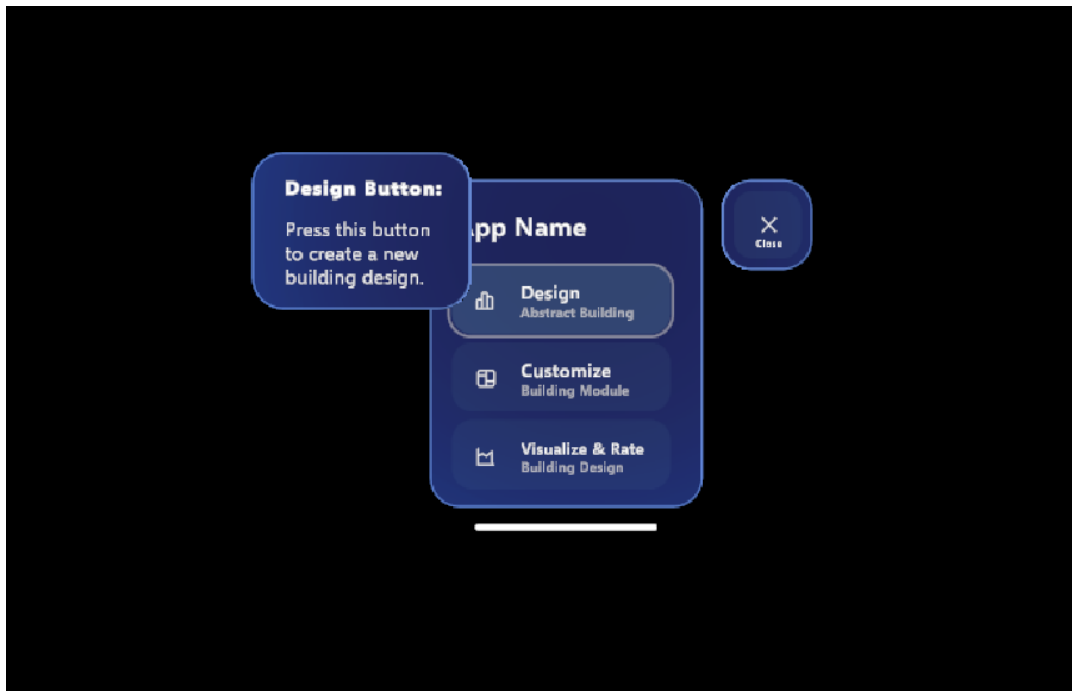 Design Button:
Press this button
to create a new
building design.
pp Name
Design
Abstract Building
Customize
Building Module
Visualize & Rate
Building Design
Close